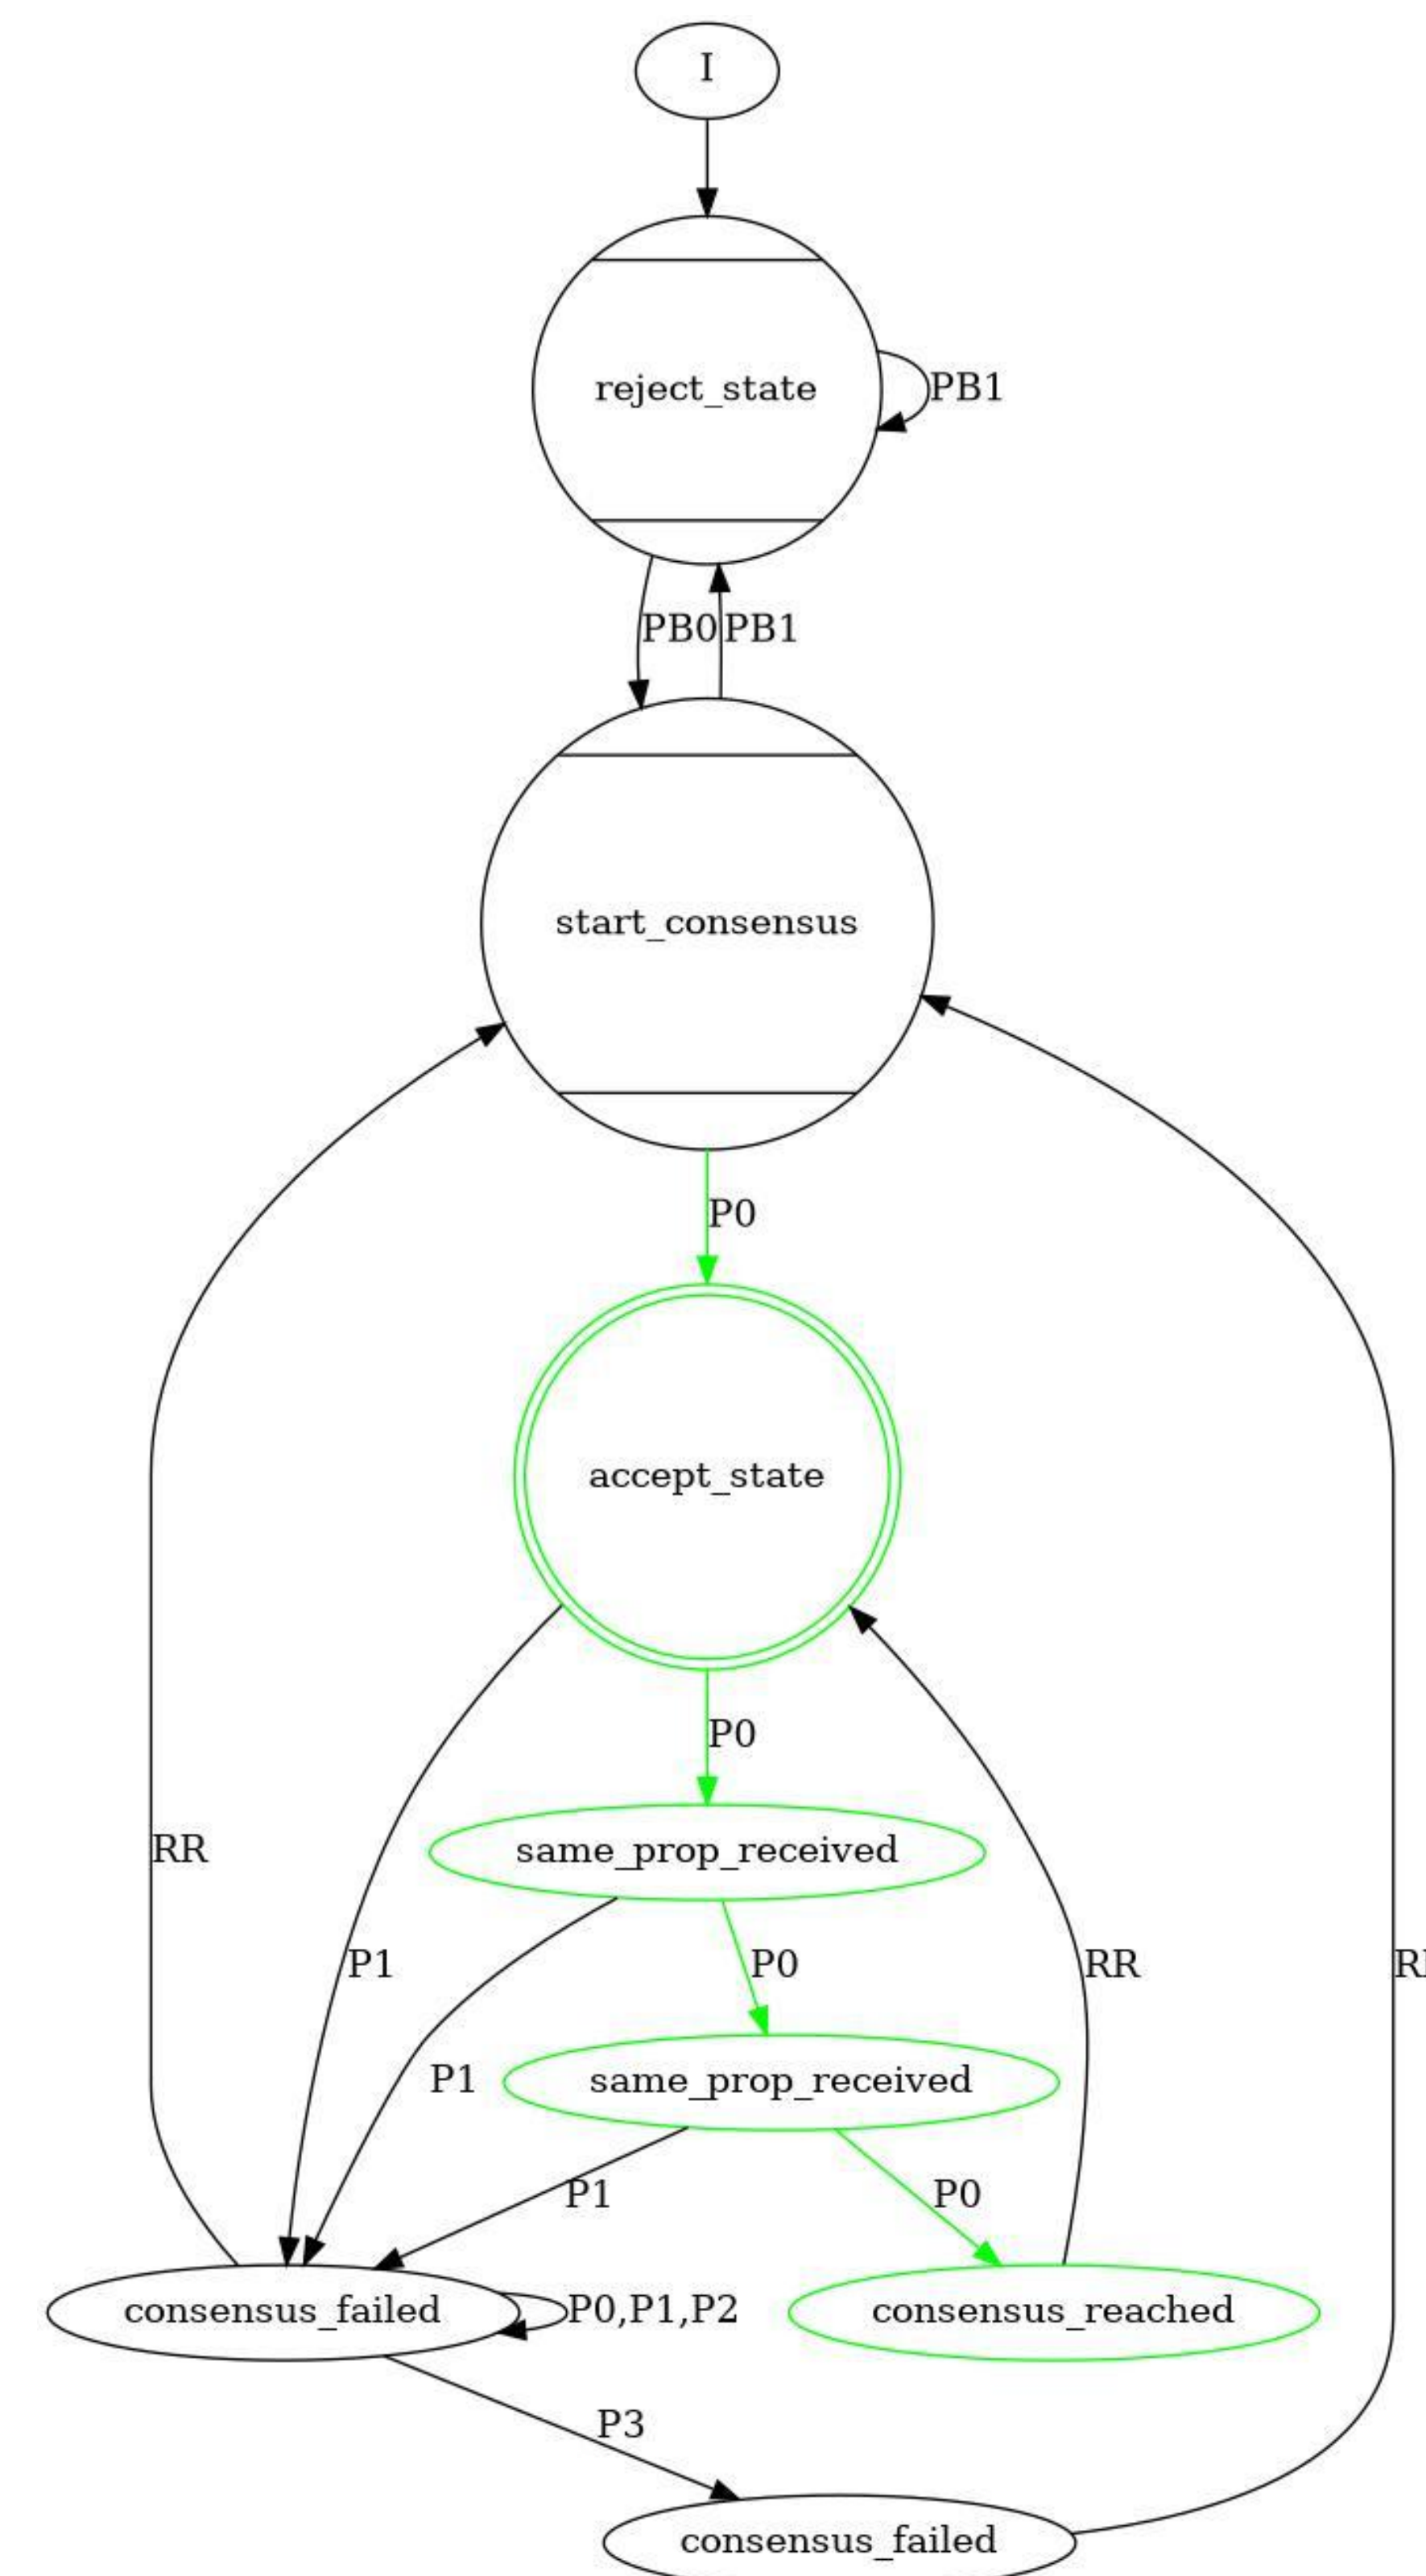 I
reject_state
PB1
PB0
PB1
start_consensus
P0
accept_state
P0
same_prop_received
RR
P1
P0
RR
P1
same_prop_received
P1
P0
consensus_failed
P0,P1,P2
consensus_reached
P3
consensus_failed